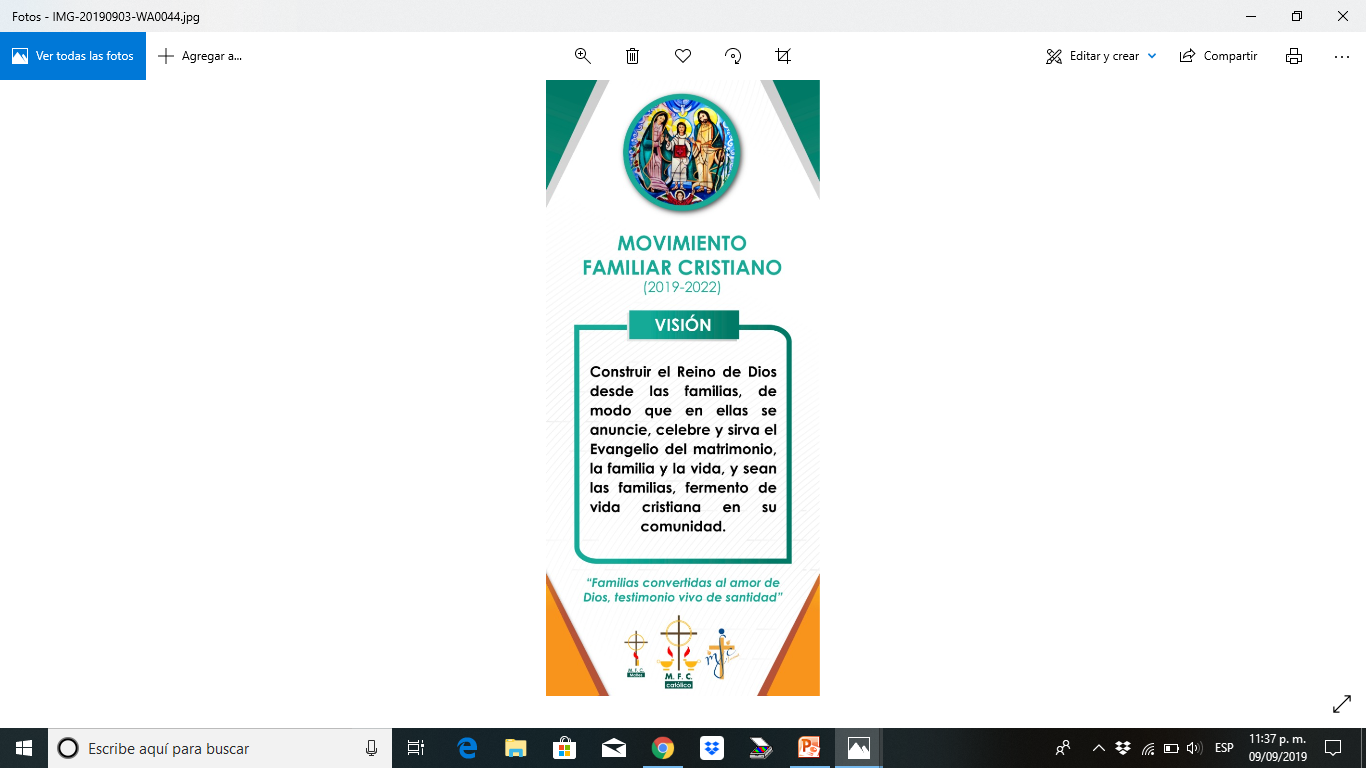 Fotos - IMG-20190903-WA0044.jpg
Ver todas las fotos
Agregar a...
Editar y crear
Compartir
MOVIMIENTO
FAMILIAR CRISTIANO
(2019-2022)
VISIÓN
Construir el Reino de Dios
desde las familias, de
modo que en ellas se
anuncie, celebre y sirva el
Evangelio del matrimonio,
la familia y la vida, y sean
las familias, fermento de
vida cristiana en su
comunidad.
“Familias convertidas al amor de
Dios, testimonio vivo de santidad”
M. F. C.
M. F. C.
católico
mfc
Escribe aquí para buscar
ESP
11:37 p. m.
09/09/2019